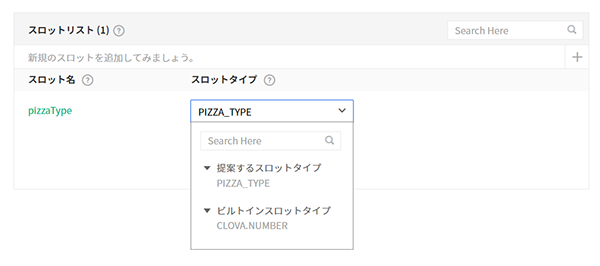 スロットリスト (1) ?
Search Here
新規のスロットを追加してみましょう。
スロット名 ? スロットタイプ ?
pizzaType PIZZA_TYPE
Search Here
提案するスロットタイプ
PIZZA_TYPE
ビルトインスロットタイプ
CLOVA.NUMBER